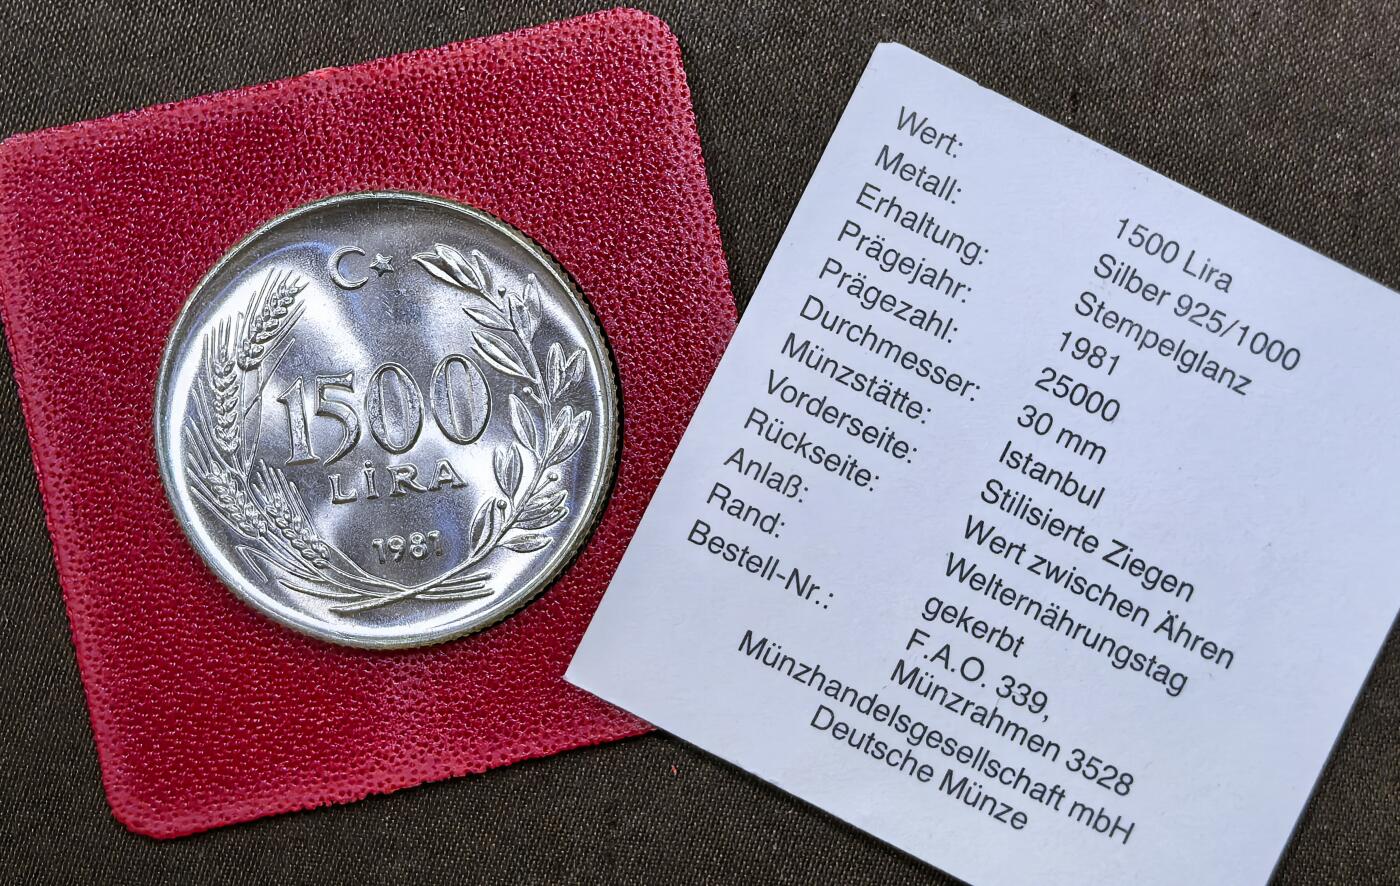 1500
LİRA
1981
Wert: 1500 Lira
Metall: Silber 925/1000
Erhaltung: Stempelglanz
Prägejahr: 1981
Prägezahl: 25000
Durchmesser: 30 mm
Münzstätte: Istanbul
Vorderseite: Stilisierte Ziegen
Rückseite: Wert zwischen Ähren
Anlaß: Welternährungstag
Rand: gekerbt
Bestell-Nr.: F.A.O. 339,
Münzrahmen 3528
Münzhandelsgesellschaft mbH
Deutsche Münze